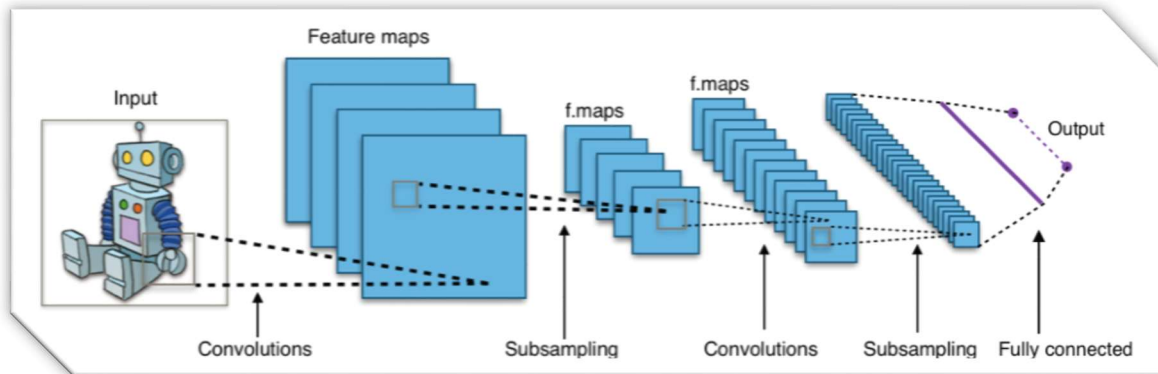 Feature maps
Input
f.maps
f.maps
Output
Convolutions
Subsampling
Convolutions
Subsampling
Fully connected